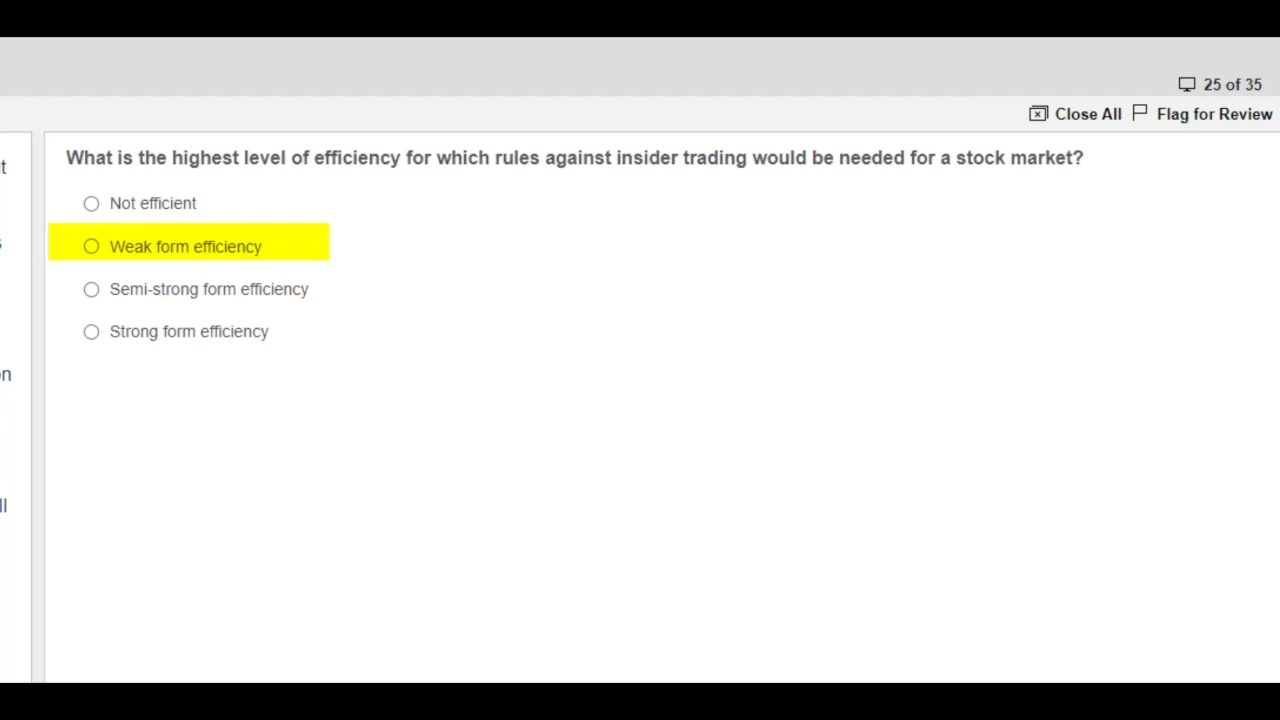 25 of 35
Close All Flag for Review
What is the highest level of efficiency for which rules against insider trading would be needed for a stock market?
Not efficient
Weak form efficiency
Semi-strong form efficiency
Strong form efficiency